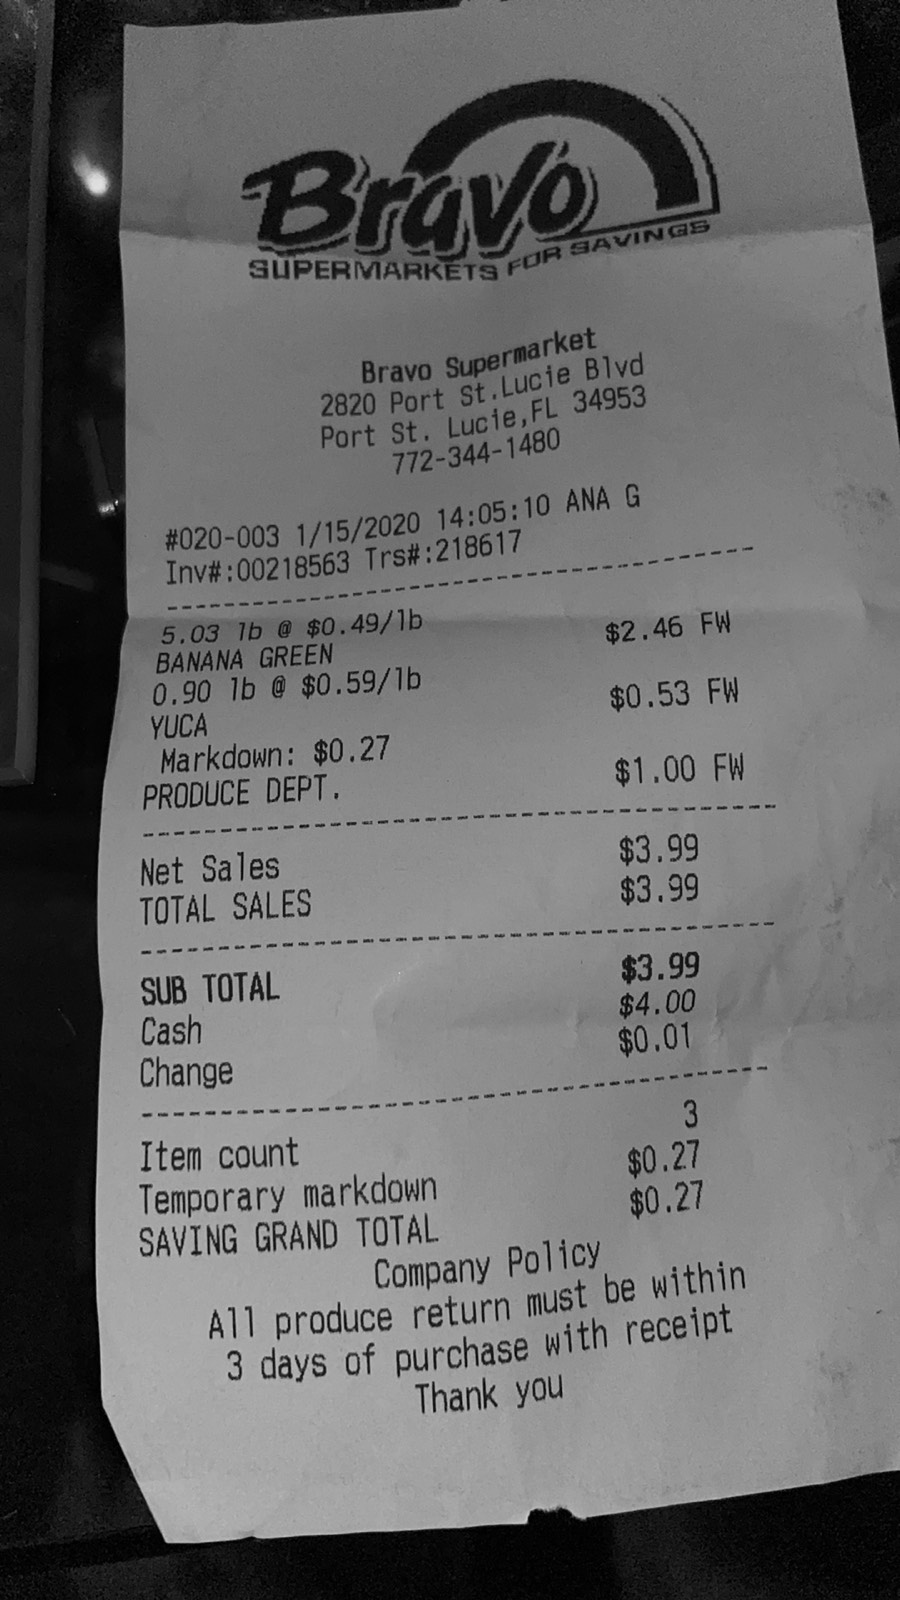 Bravo
SUPERMARKETS FOR SAVINGS
Bravo Supermarket
2820 Port St.Lucie Blvd
Port St. Lucie,FL 34953
772-344-1480
#020-003 1/15/2020 14:05:10 ANA G
Inv#:00218563 Trs#:218617
5.03 lb @ $0.49/lb
BANANA GREEN $2.46 FW
0.90 lb @ $0.59/lb
YUCA $0.53 FW
Markdown: $0.27
PRODUCE DEPT. $1.00 FW
Net Sales $3.99
TOTAL SALES $3.99
SUB TOTAL $3.99
Cash $4.00
Change $0.01
Item count 3
Temporary markdown $0.27
SAVING GRAND TOTAL $0.27
Company Policy
All produce return must be within
3 days of purchase with receipt
Thank you